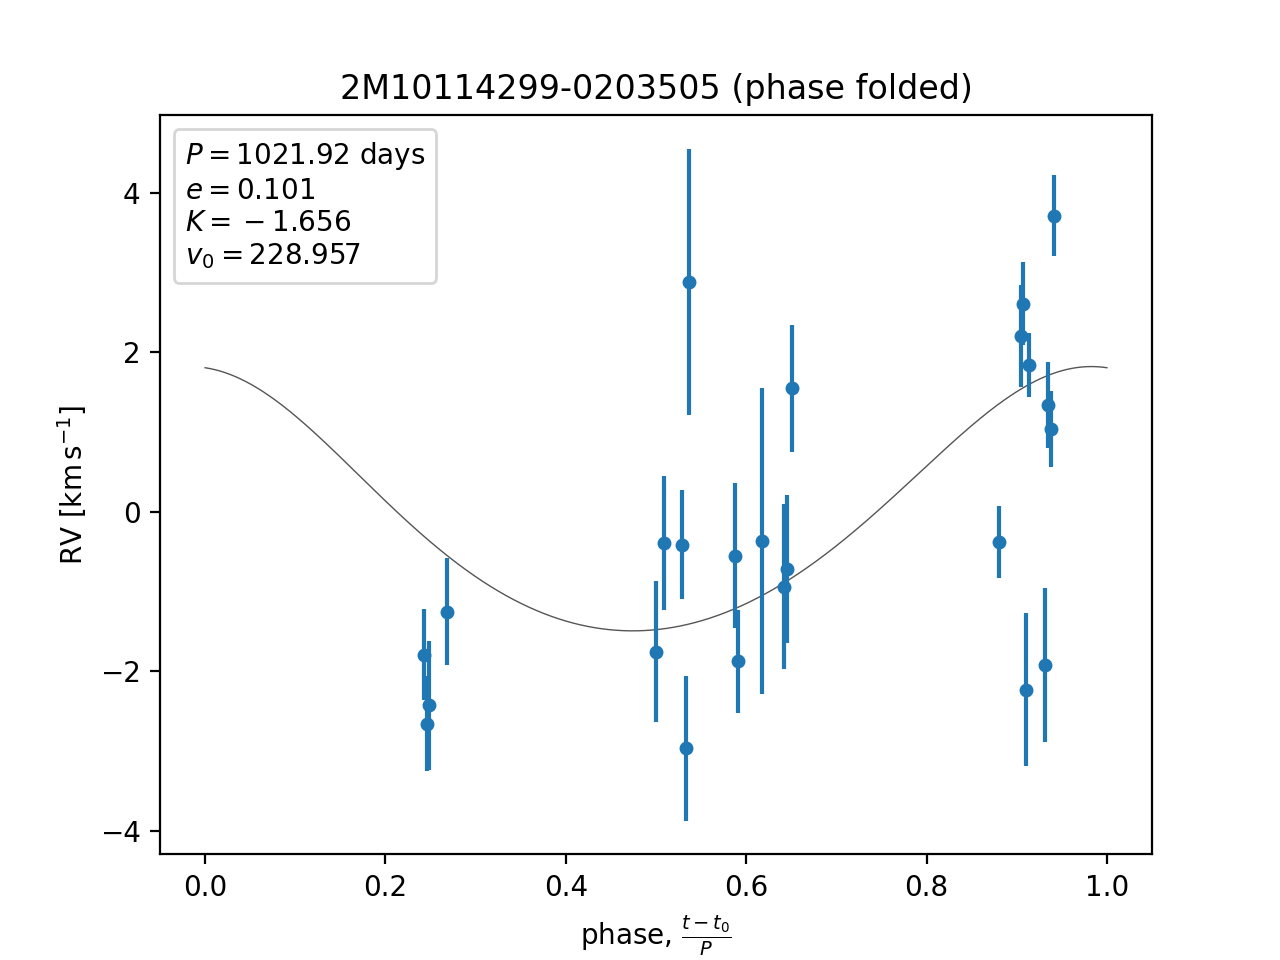 2M10114299-0203505 (phase folded)
P = 1021.92 days
e = 0.101
K = −1.656
v₀ = 228.957
4
2
0
−2
−4
RV [km s⁻¹]
0.0 0.2 0.4 0.6 0.8 1.0
phase, (t − t₀)/P